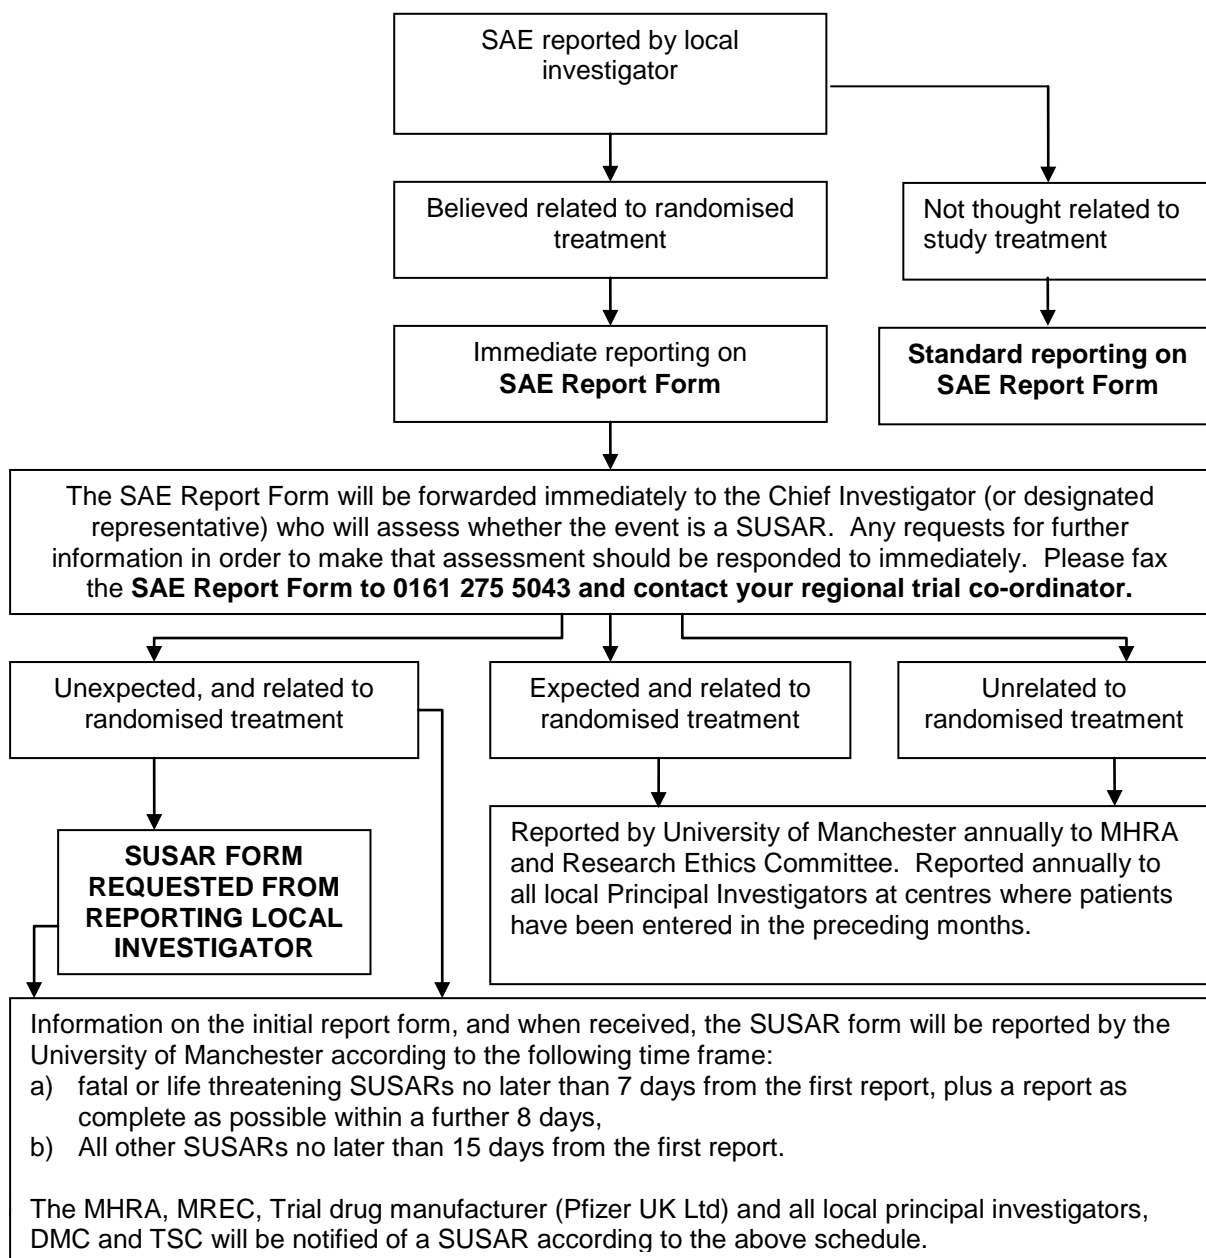 SAE reported by local
investigator
Believed related to randomised
treatment
Not thought related to
study treatment
Immediate reporting on
SAE Report Form
Standard reporting on
SAE Report Form
The SAE Report Form will be forwarded immediately to the Chief Investigator (or designated
representative) who will assess whether the event is a SUSAR.  Any requests for further
information in order to make that assessment should be responded to immediately.  Please fax
the SAE Report Form to 0161 275 5043 and contact your regional trial co-ordinator.
Unexpected, and related to
randomised treatment
Expected and related to
randomised treatment
Unrelated to
randomised treatment
SUSAR FORM
REQUESTED FROM
REPORTING LOCAL
INVESTIGATOR
Reported by University of Manchester annually to MHRA
and Research Ethics Committee.  Reported annually to
all local Principal Investigators at centres where patients
have been entered in the preceding months.
Information on the initial report form, and when received, the SUSAR form will be reported by the
University of Manchester according to the following time frame:
a) fatal or life threatening SUSARs no later than 7 days from the first report, plus a report as
complete as possible within a further 8 days,
b) All other SUSARs no later than 15 days from the first report.
The MHRA, MREC, Trial drug manufacturer (Pfizer UK Ltd) and all local principal investigators,
DMC and TSC will be notified of a SUSAR according to the above schedule.